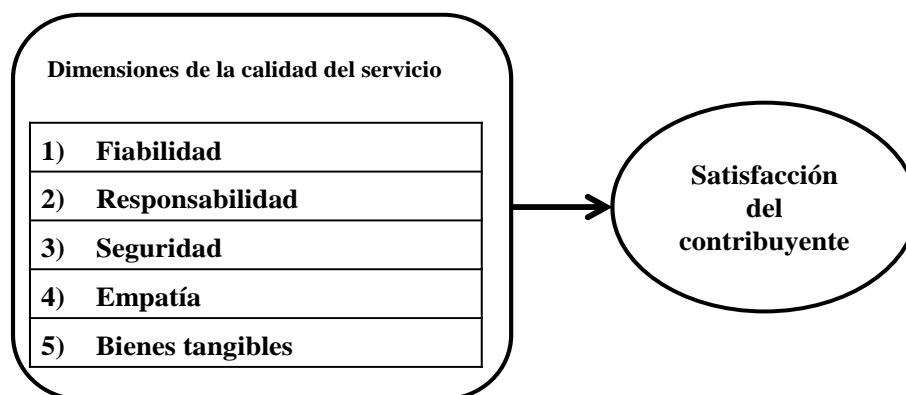 Dimensiones de la calidad del servicio
1) Fiabilidad
2) Responsabilidad
3) Seguridad
4) Empatía
5) Bienes tangibles
Satisfacción
del
contribuyente